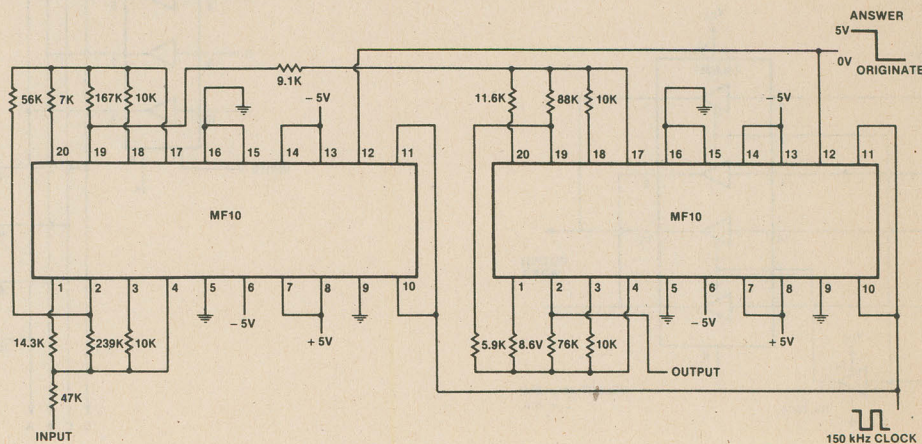 ANSWER
5V
0V
ORIGINATE
9.1K
56K 7K 167K 10K
11.6K 88K 10K
– 5V
– 5V
20 19 18 17 16 15 14 13 12 11
20 19 18 17 16 15 14 13 12 11
MF10
MF10
1 2 3 4 5 6 7 8 9 10
1 2 3 4 5 6 7 8 9 10
– 5V
+ 5V
– 5V
+ 5V
14.3K 239K 10K
5.9K 8.6V 76K 10K
OUTPUT
47K
INPUT
150 kHz CLOCK